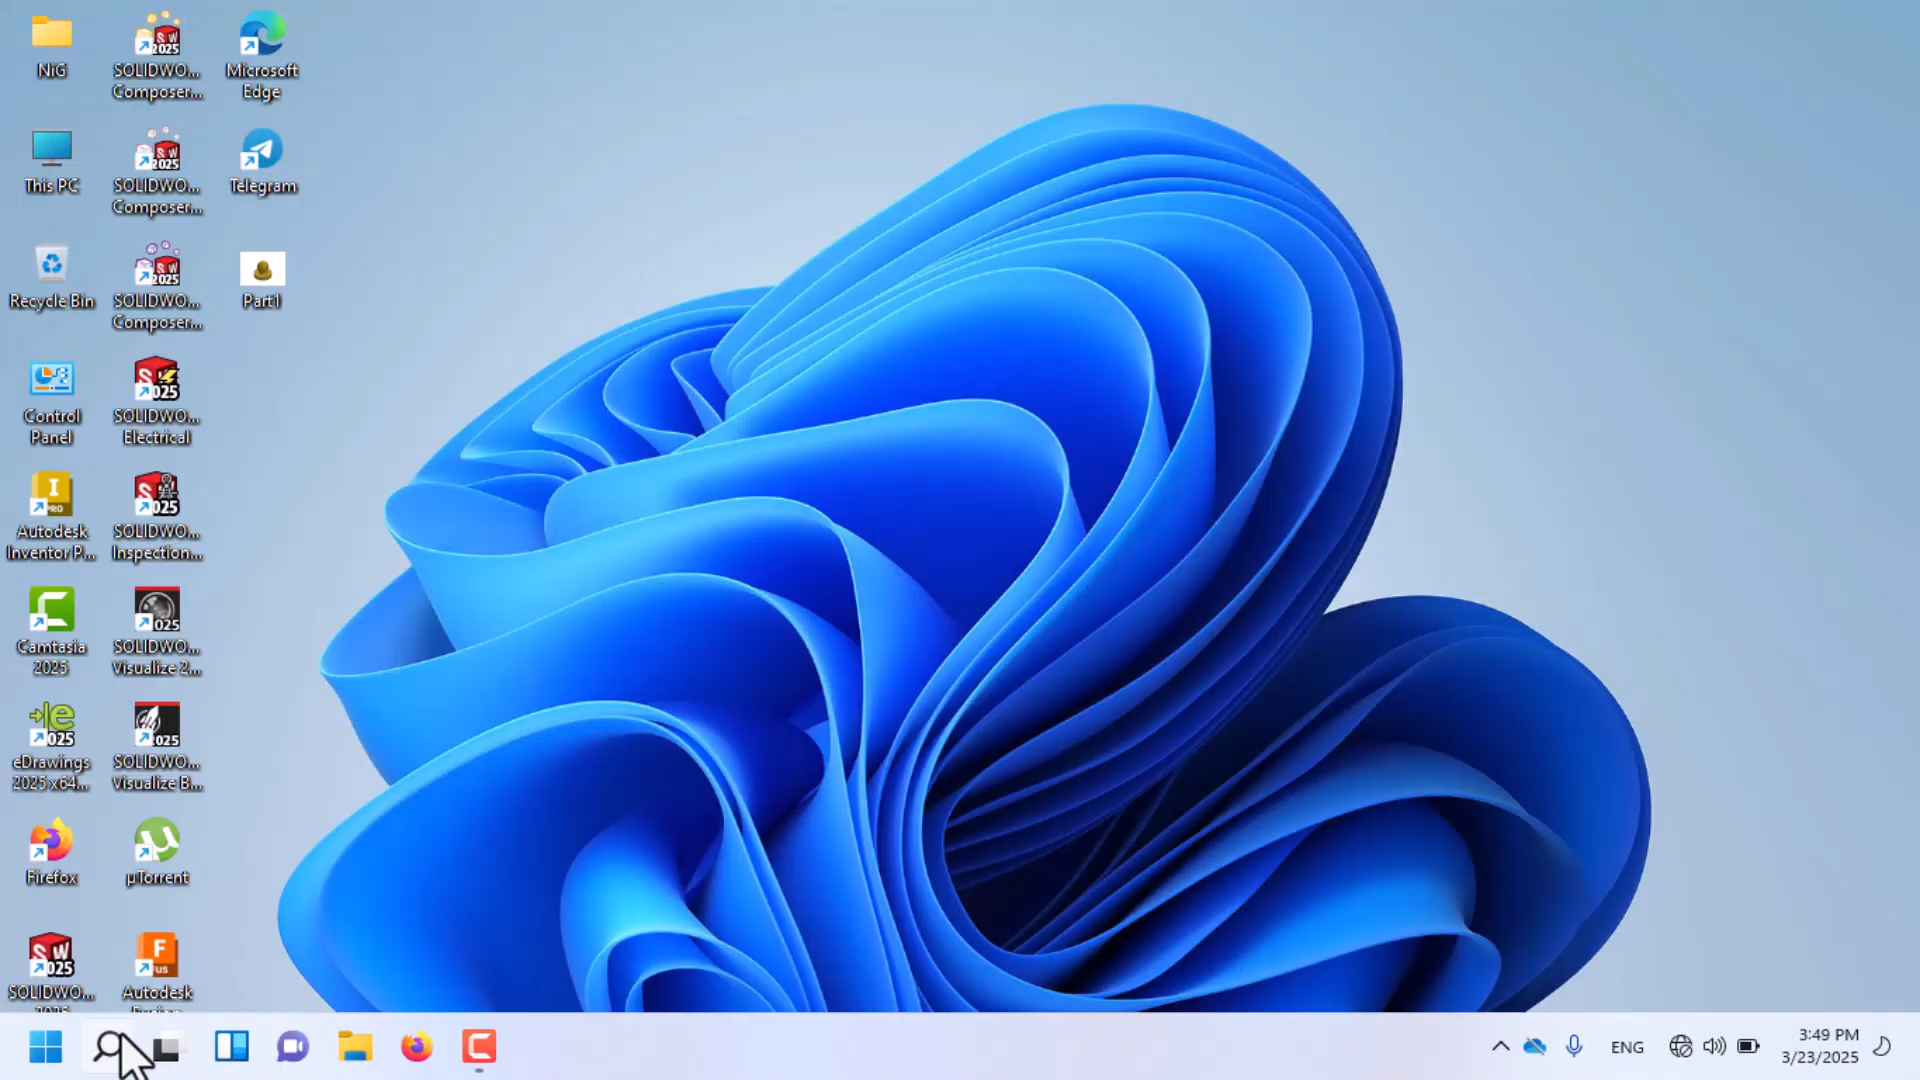 NiG
SOLIDWO...
Composer...
Microsoft
Edge
This PC
SOLIDWO...
Composer...
Telegram
Recycle Bin
SOLIDWO...
Composer...
Part1
Control
Panel
SOLIDWO...
Electrical
Autodesk
Inventor P...
SOLIDWO...
Inspection...
Camtasia
2025
SOLIDWO...
Visualize 2...
eDrawings
2025 x64...
SOLIDWO...
Visualize B...
Firefox
µTorrent
SOLIDWO...
2025
Autodesk
Fusion
ENG
3:49 PM
3/23/2025